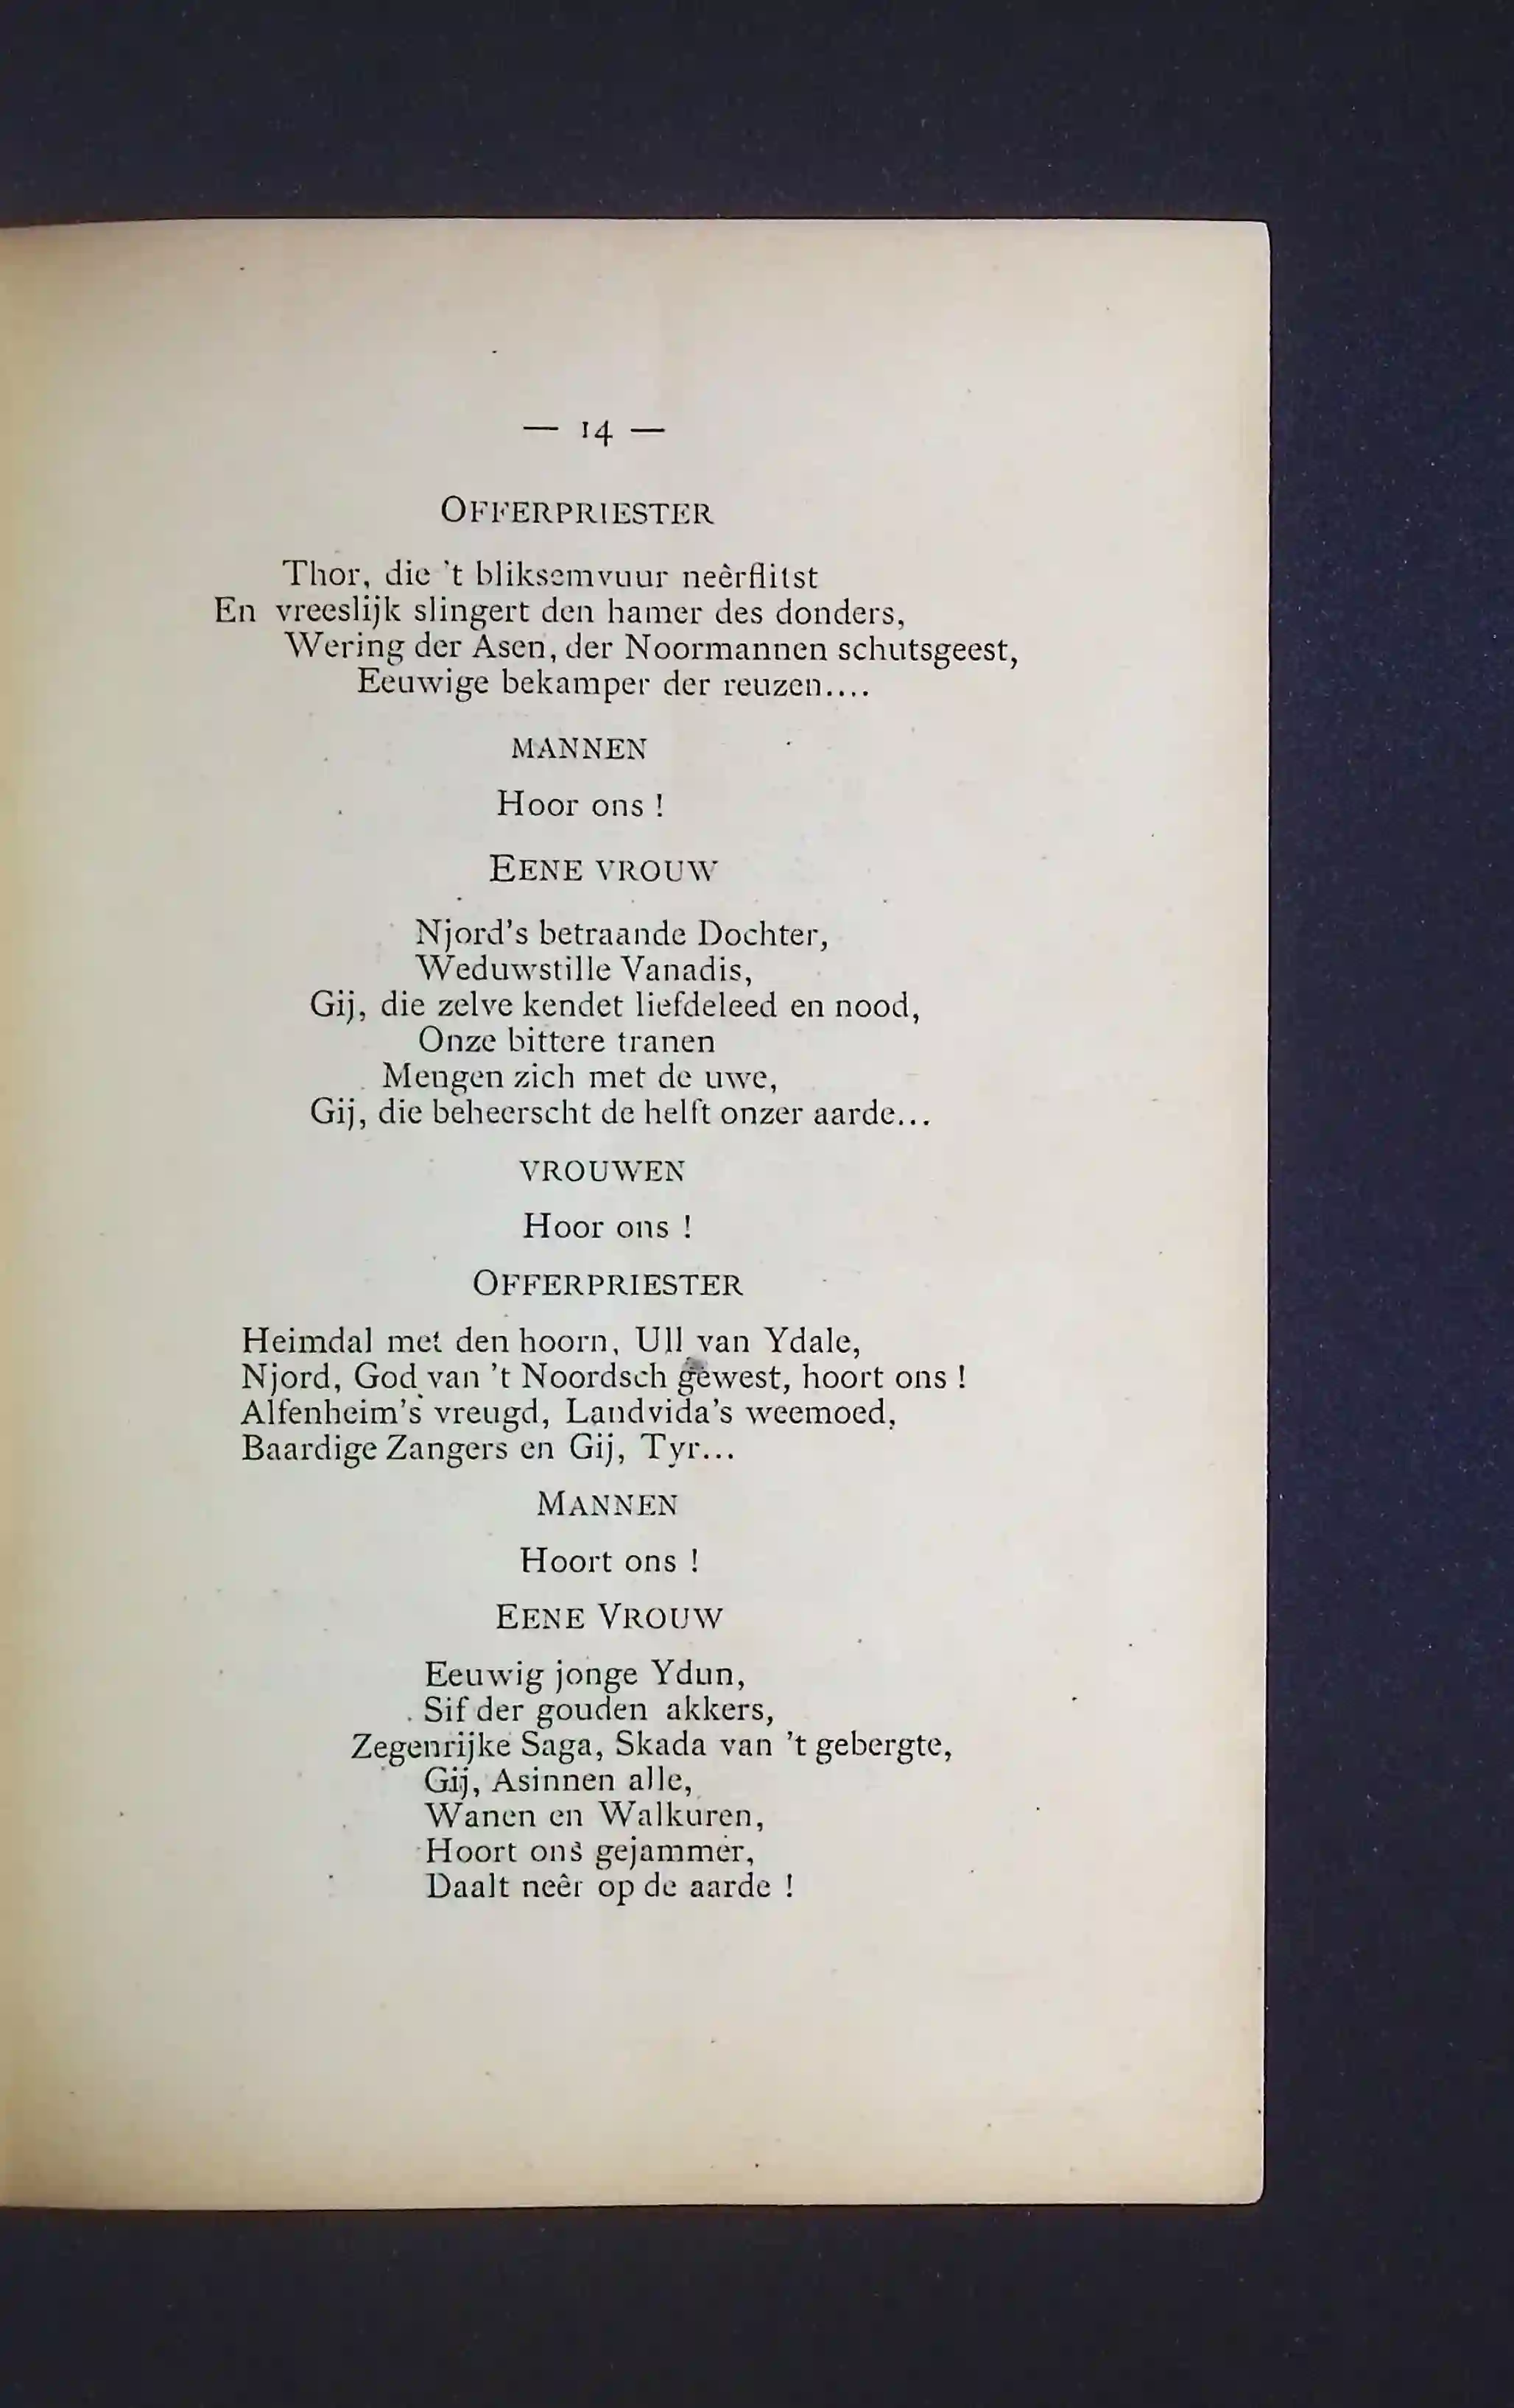 — 14 —
OFFERPRIESTER
Thor, die 't bliksemvuur neêrflitst
En vreeslijk slingert den hamer des donders,
Wering der Asen, der Noormannen schutsgeest,
Eeuwige bekamper der reuzen....
MANNEN
Hoor ons !
EENE VROUW
Njord's betraande Dochter,
Weduwstille Vanadis,
Gij, die zelve kendet liefdeleed en nood,
Onze bittere tranen
Mengen zich met de uwe,
Gij, die beheerscht de helft onzer aarde...
VROUWEN
Hoor ons !
OFFERPRIESTER
Heimdal met den hoorn, Ull van Ydale,
Njord, God van 't Noordsch gewest, hoort ons !
Alfenheim's vreugd, Landvida's weemoed,
Baardige Zangers en Gij, Tyr...
MANNEN
Hoort ons !
EENE VROUW
Eeuwig jonge Ydun,
Sif der gouden akkers,
Zegenrijke Saga, Skada van 't gebergte,
Gij, Asinnen alle,
Wanen en Walkuren,
Hoort ons gejammer,
Daalt neêr op de aarde !